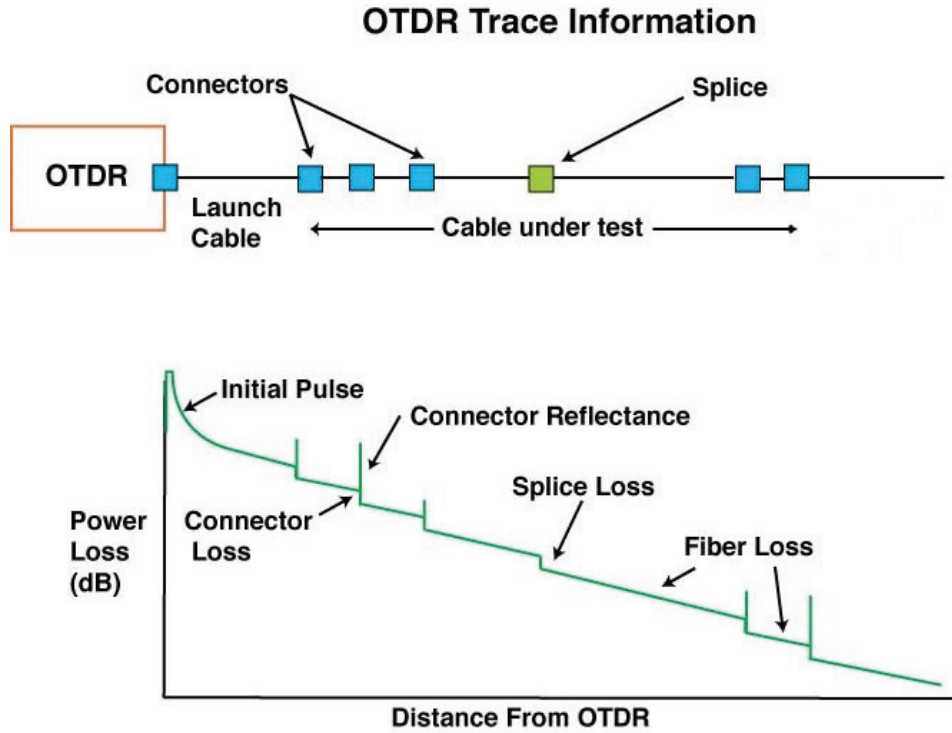 OTDR Trace Information
Connectors
Splice
OTDR
Launch
Cable
Cable under test
Initial Pulse
Connector Reflectance
Splice Loss
Connector
Loss
Power
Loss
(dB)
Fiber Loss
Distance From OTDR